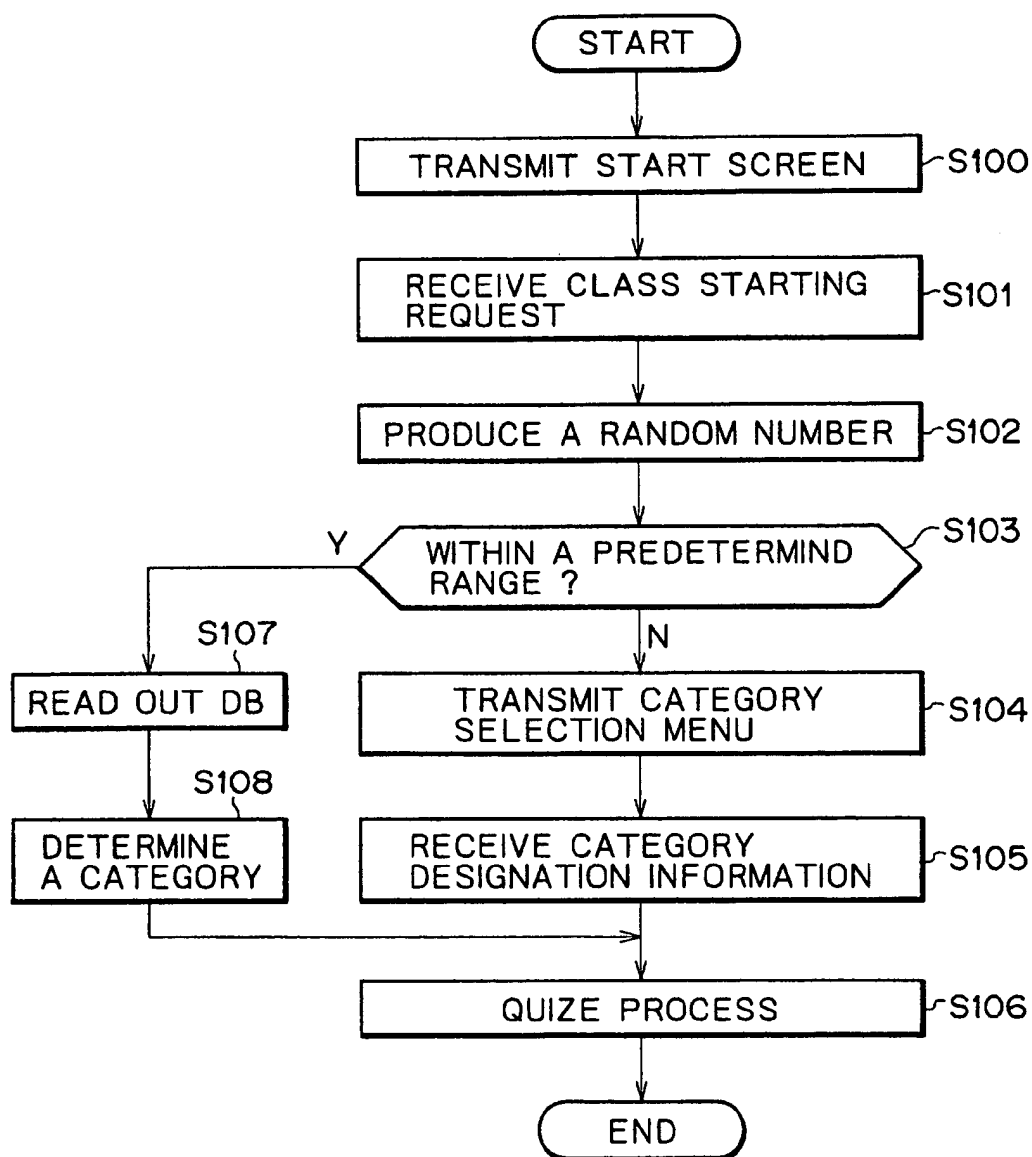 START
TRANSMIT START SCREEN
S100
RECEIVE CLASS STARTING
REQUEST
S101
PRODUCE A RANDOM NUMBER
S102
WITHIN A PREDETERMIND
RANGE ?
S103
Y
N
S107
READ OUT DB
TRANSMIT CATEGORY
SELECTION MENU
S104
S108
DETERMINE
A CATEGORY
RECEIVE CATEGORY
DESIGNATION INFORMATION
S105
QUIZE PROCESS
S106
END